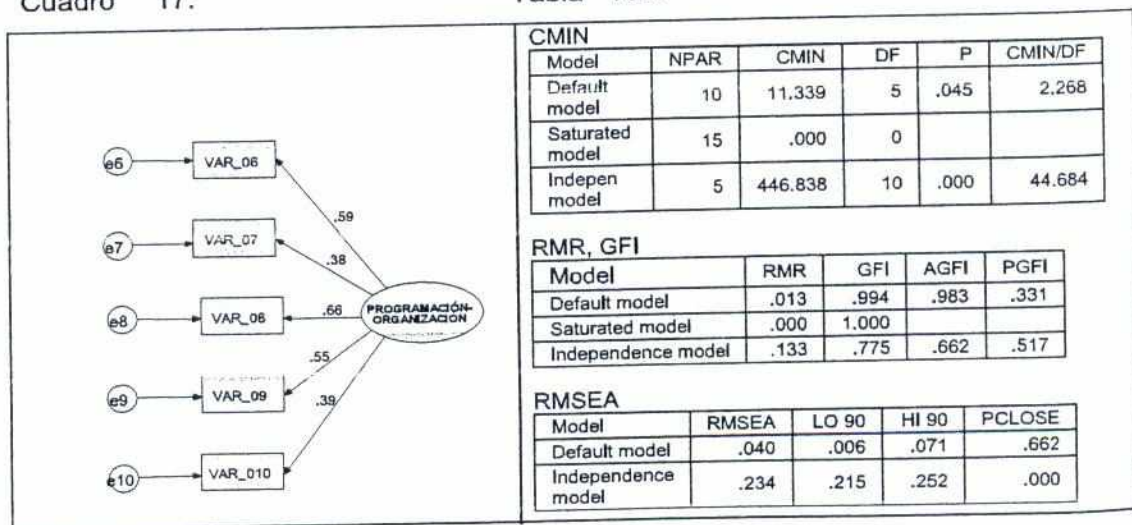 Cuadro 17.
CMIN
Model NPAR CMIN DF P CMIN/DF
Default model 10 11.339 5 .045 2.268
Saturated model 15 .000 0
Indepen model 5 446.838 10 .000 44.684
RMR, GFI
Model RMR GFI AGFI PGFI
Default model .013 .994 .983 .331
Saturated model .000 1.000
Independence model .133 .775 .662 .517
RMSEA
Model RMSEA LO 90 HI 90 PCLOSE
Default model .040 .006 .071 .662
Independence model .234 .215 .252 .000
e6 VAR_06
.59
e7 VAR_07
.38
e8 VAR_06
.66
PROGRAMACIÓN-
ORGANIZACION
.55
e9 VAR_09
.39
e10 VAR_010